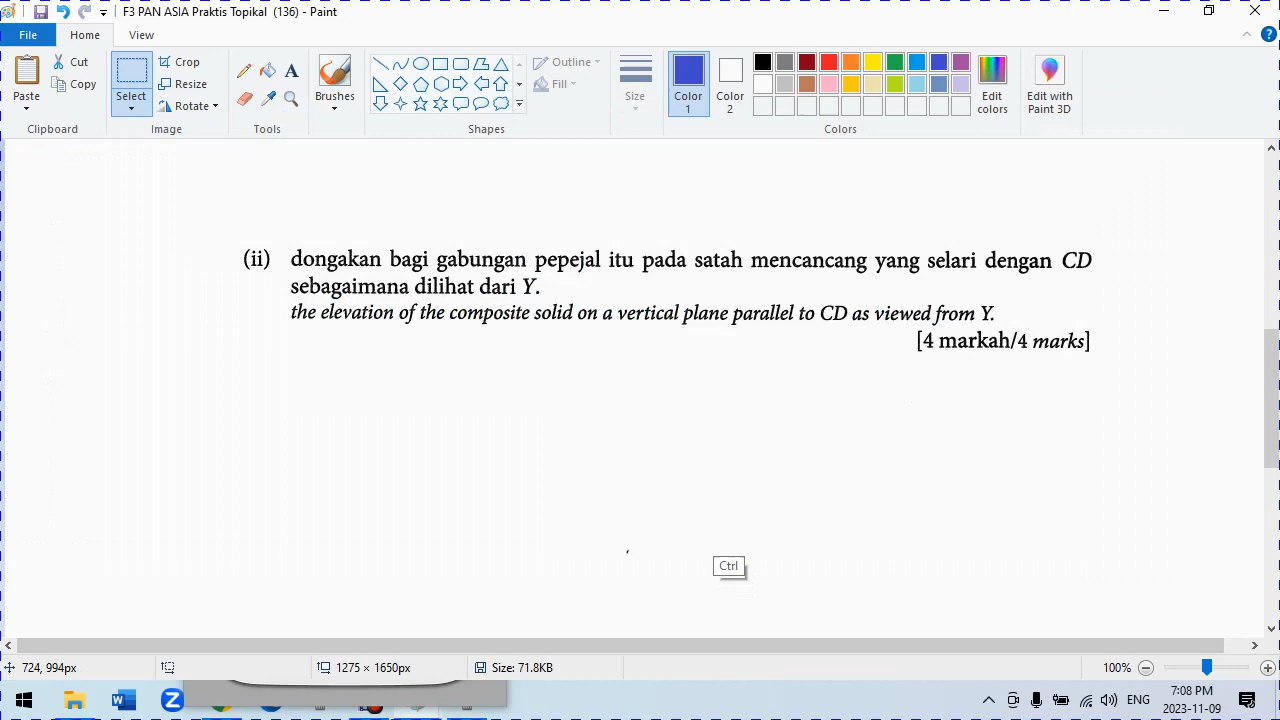 F3 PAN ASIA Praktis Topikal (136) - Paint
File Home View
Paste Cut Copy Clipboard
Select Crop Resize Rotate Image
Tools
Brushes
Outline Fill Shapes
Size
Color 1 Color 2 Edit colors Colors
Edit with Paint 3D
(ii) dongakan bagi gabungan pepejal itu pada satah mencancang yang selari dengan CD
sebagaimana dilihat dari Y.
the elevation of the composite solid on a vertical plane parallel to CD as viewed from Y.
[4 markah/4 marks]
Ctrl
724, 994px 1275 × 1650px Size: 71.8KB 100%
ENG 7:08 PM
2023-11-09